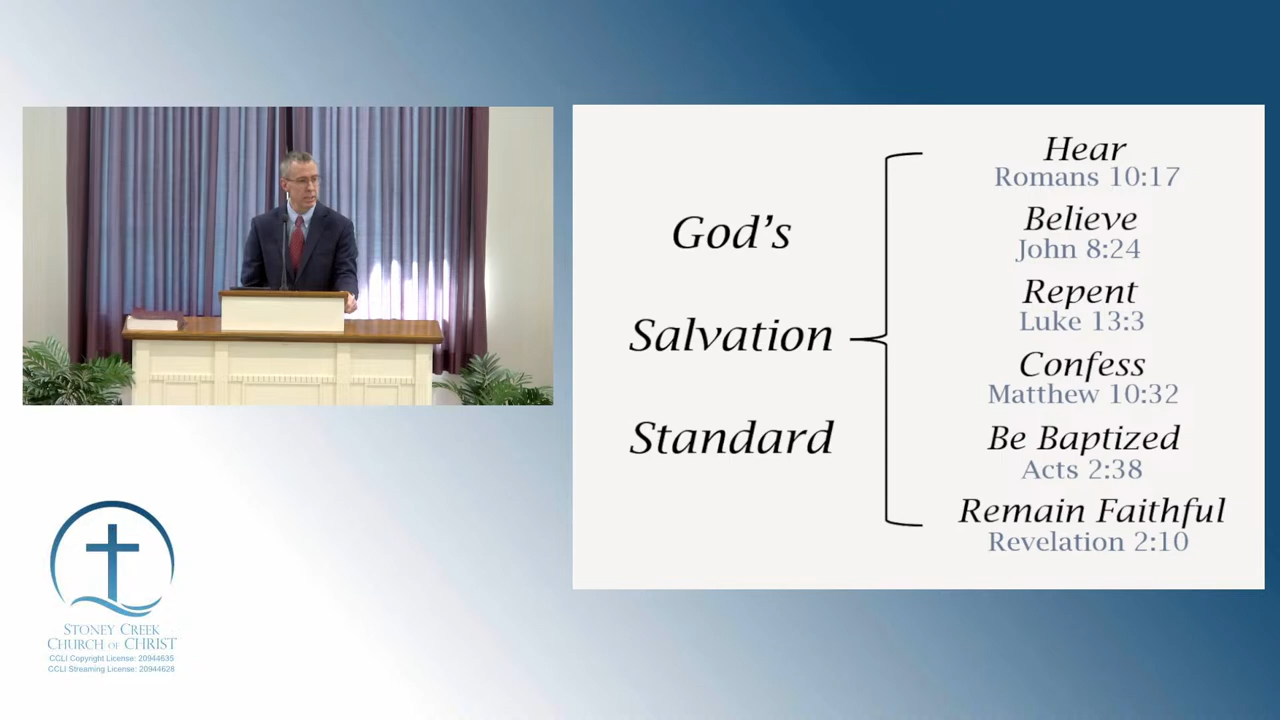 God's
Salvation
Standard
Hear
Romans 10:17
Believe
John 8:24
Repent
Luke 13:3
Confess
Matthew 10:32
Be Baptized
Acts 2:38
Remain Faithful
Revelation 2:10
STONEY CREEK
CHURCH OF CHRIST
CCLI Copyright License: 20944635
CCLI Streaming License: 20944628